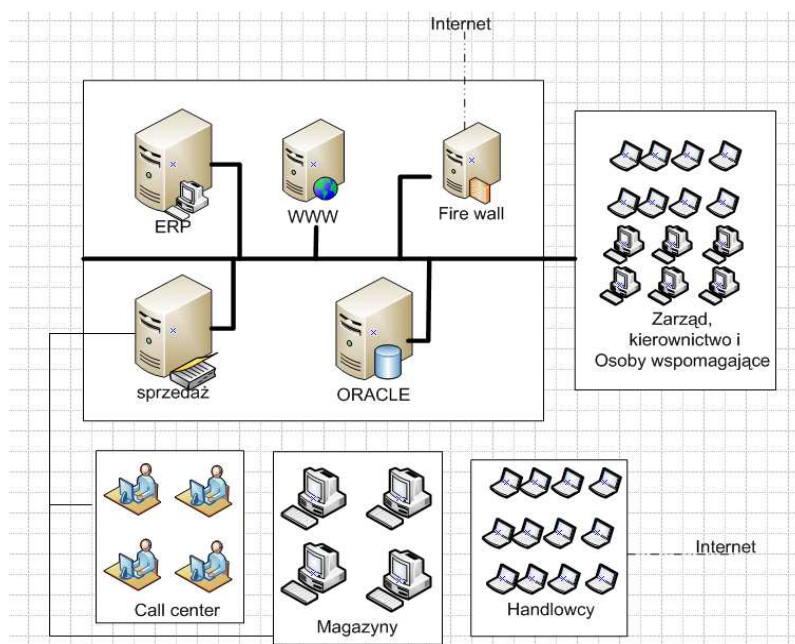 Internet
ERP
WWW
Fire wall
sprzedaż
ORACLE
Zarząd,
kierownictwo i
Osoby wspomagające
Call center
Magazyny
Handlowcy
Internet